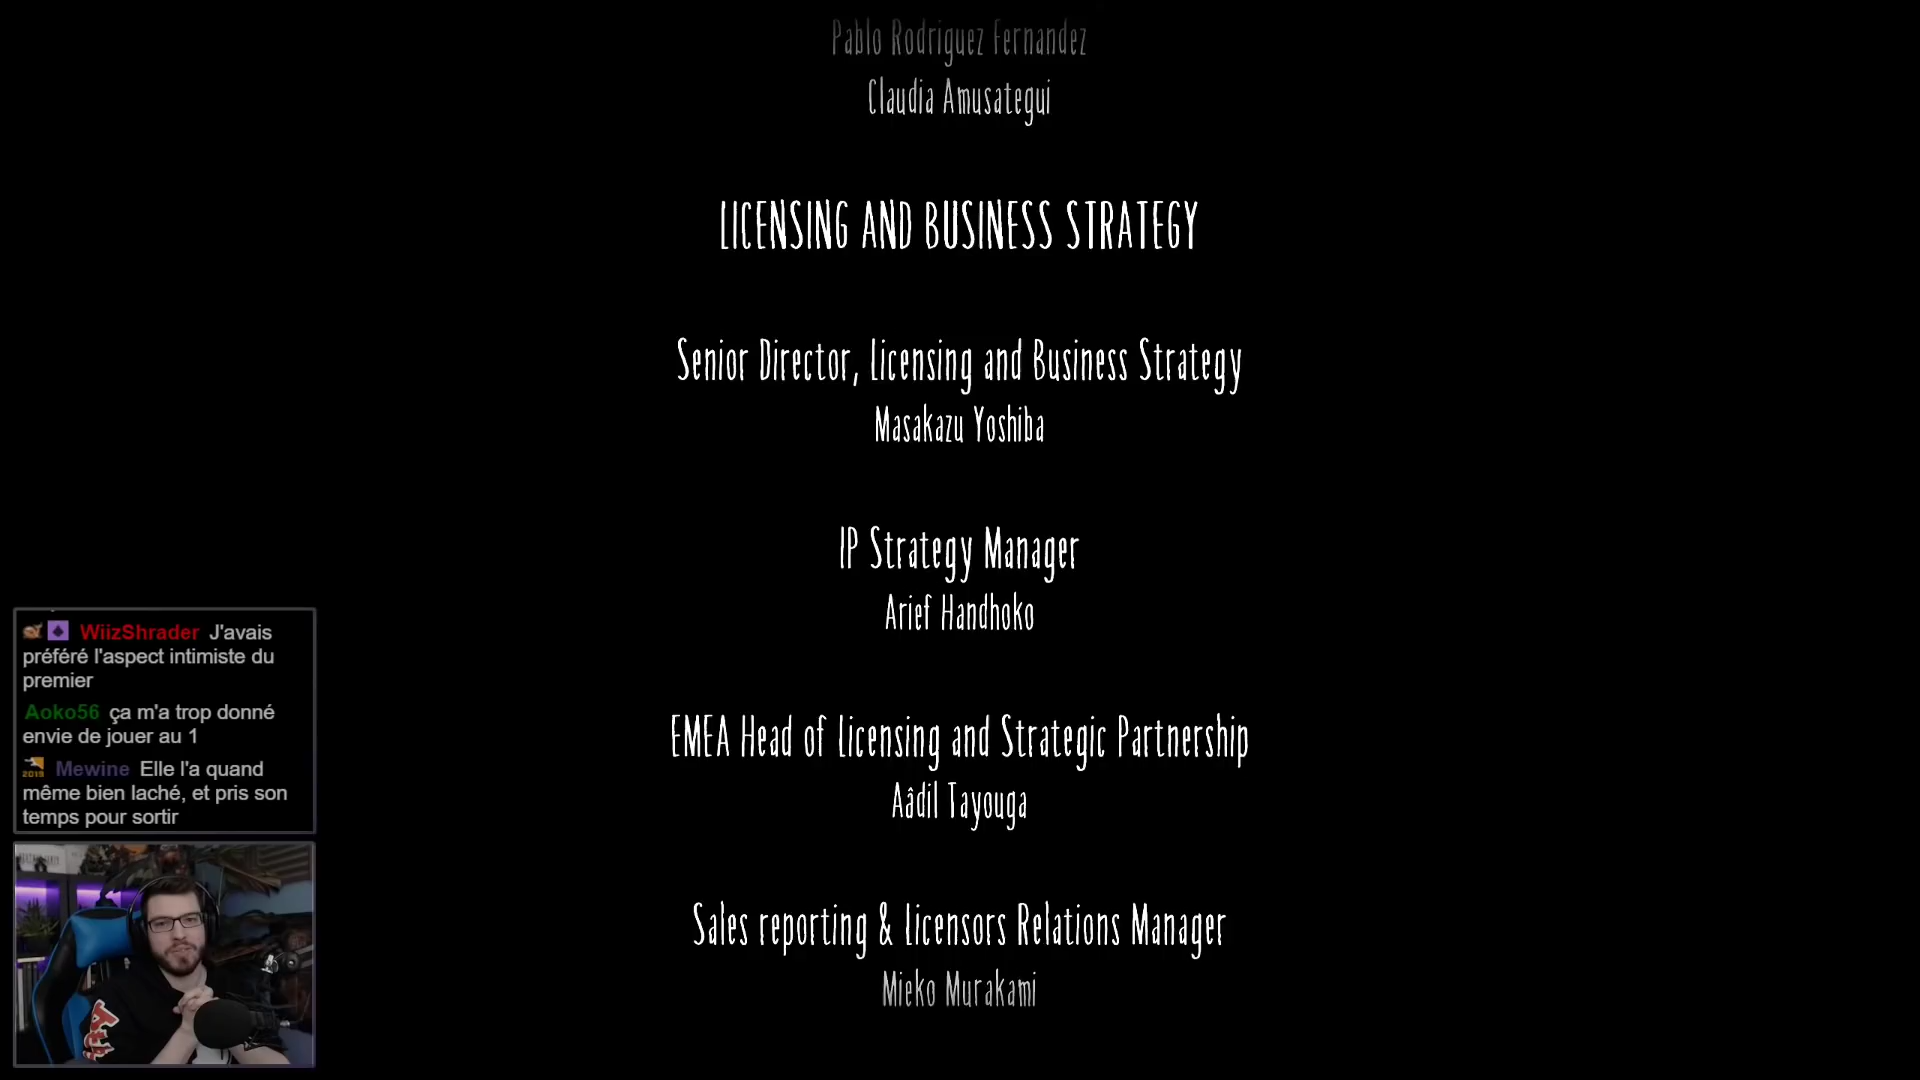 Pablo Rodriguez Fernandez
Claudia Amusategui
LICENSING AND BUSINESS STRATEGY
Senior Director, Licensing and Business Strategy
Masakazu Yoshiba
IP Strategy Manager
Arief Handhoko
EMEA Head of Licensing and Strategic Partnership
Aâdil Tayouga
Sales reporting & Licensors Relations Manager
Mieko Murakami
WiizShrader J'avais
préféré l'aspect intimiste du
premier
Aoko56 ça m'a trop donné
envie de jouer au 1
2019 Mewine Elle l'a quand
même bien laché, et pris son
temps pour sortir